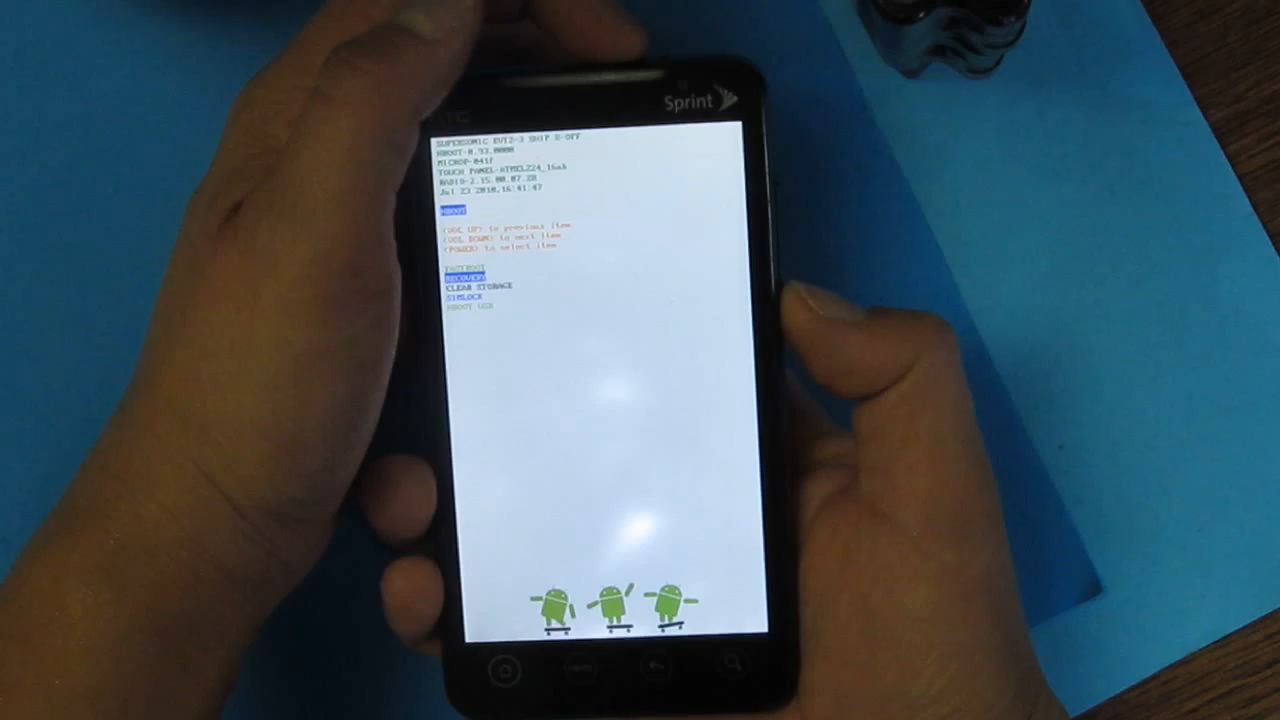 Sprint
SUPERSONIC EVT2-3 SHIP S-OFF
HBOOT-0.93.0000
MICROP-041f
TOUCH PANEL-ATMEL224_16ab
RADIO-2.15.00.07.28
Jul 23 2010,16:41:47
HBOOT
<VOL UP> to previous item
<VOL DOWN> to next item
<POWER> to select item
FASTBOOT
RECOVERY
CLEAR STORAGE
SIMLOCK
HBOOT USB